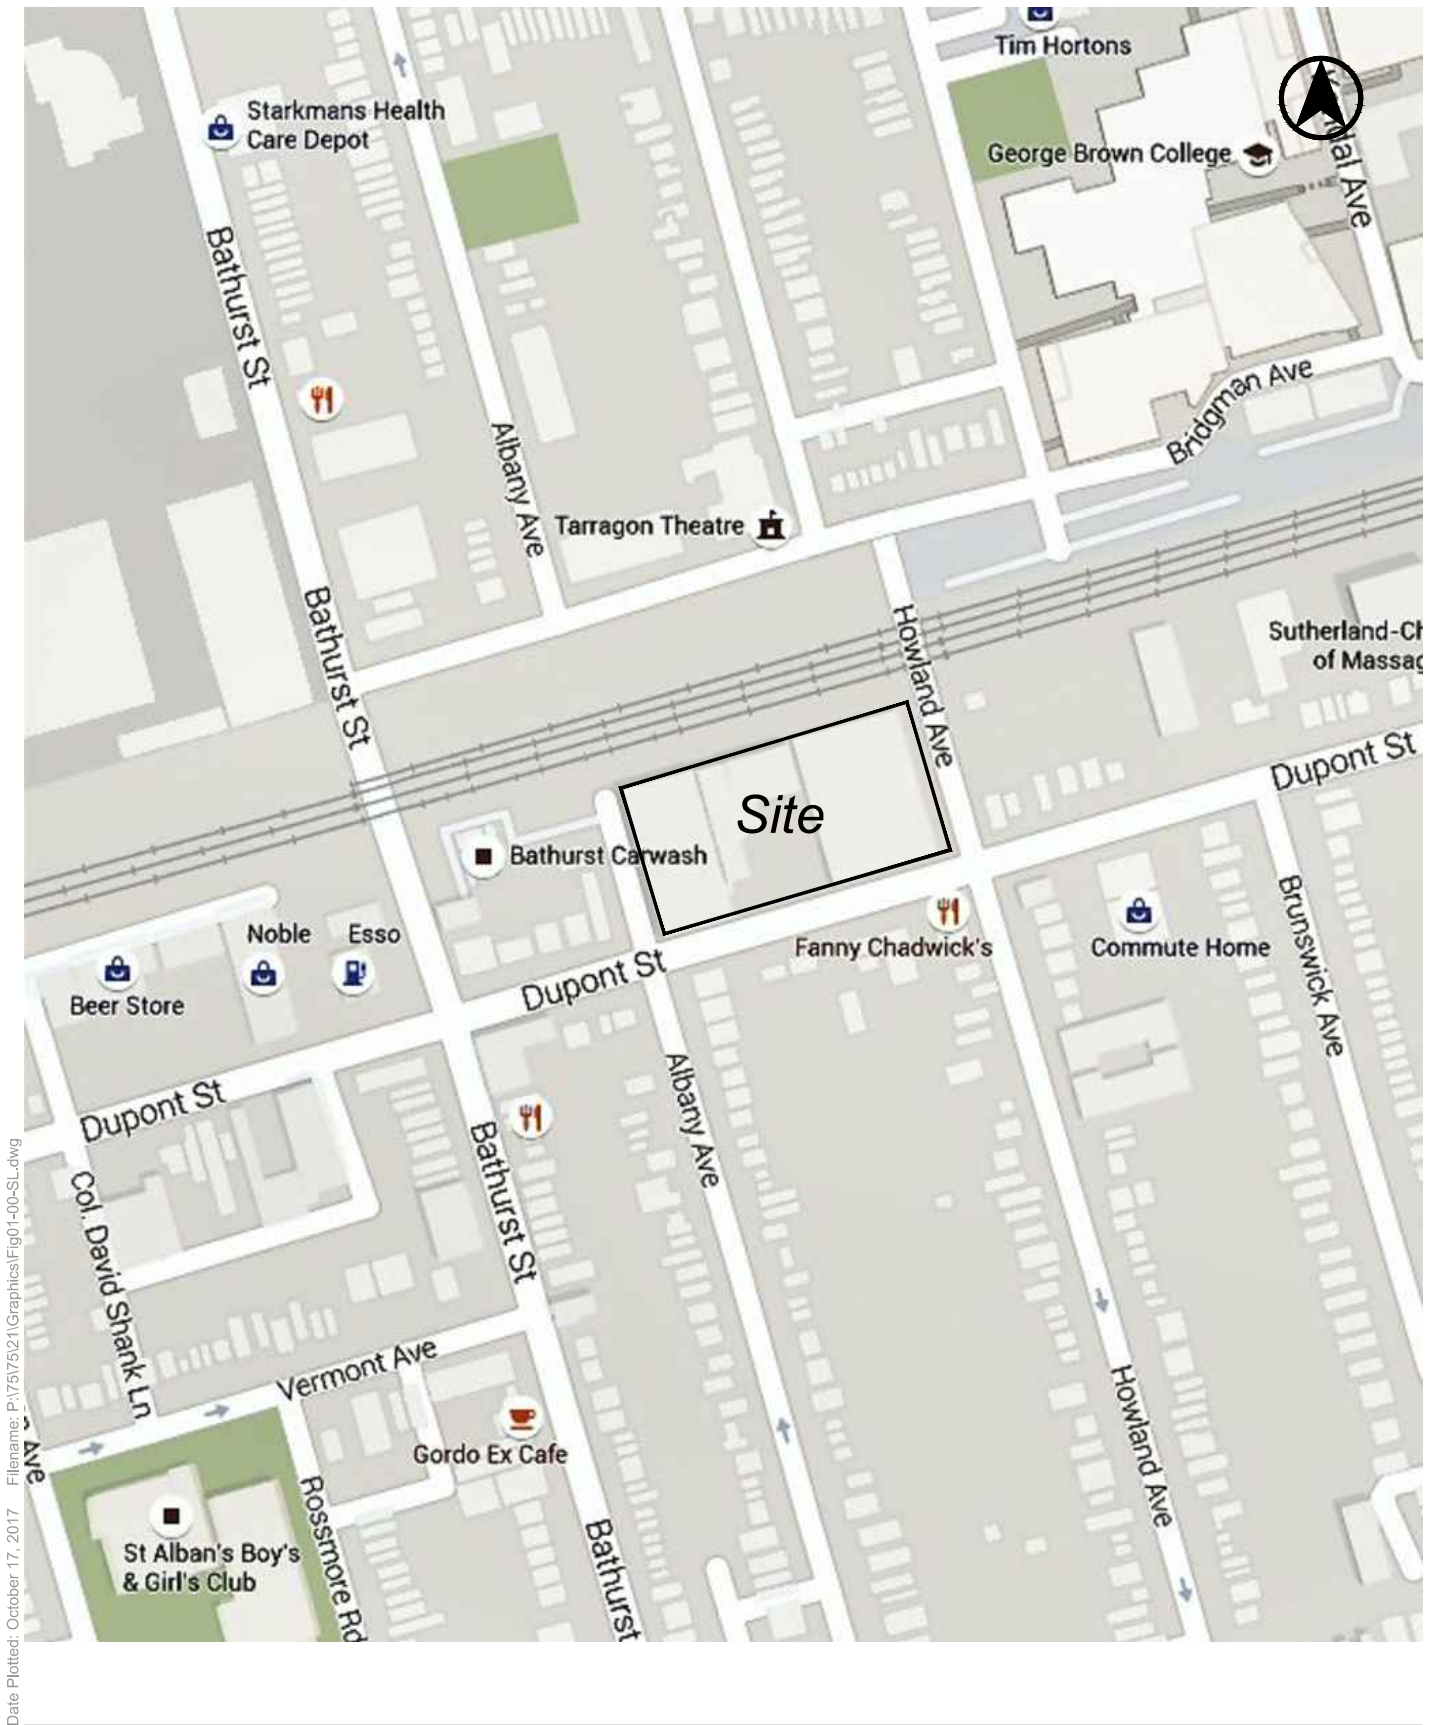 Tim Hortons
Starkmans Health
Care Depot
George Brown College
Bathurst St
Bridgman Ave
Albany Ave
Tarragon Theatre
Bathurst St
Howland Ave
Sutherland-Ch
of Massag
Dupont St
Site
Bathurst Carwash
Noble
Esso
Beer Store
Fanny Chadwick's
Commute Home
Dupont St
Brunswick Ave
Dupont St
Albany Ave
Bathurst St
Col. David Shank Ln
Vermont Ave
Howland Ave
Gordo Ex Cafe
Ave
Rossmore Rd
St Alban's Boy's
& Girl's Club
Bathurst
Date Plotted: October 17, 2017 Filename: P:\75\75\21\Graphics\Fig01-00-SL.dwg